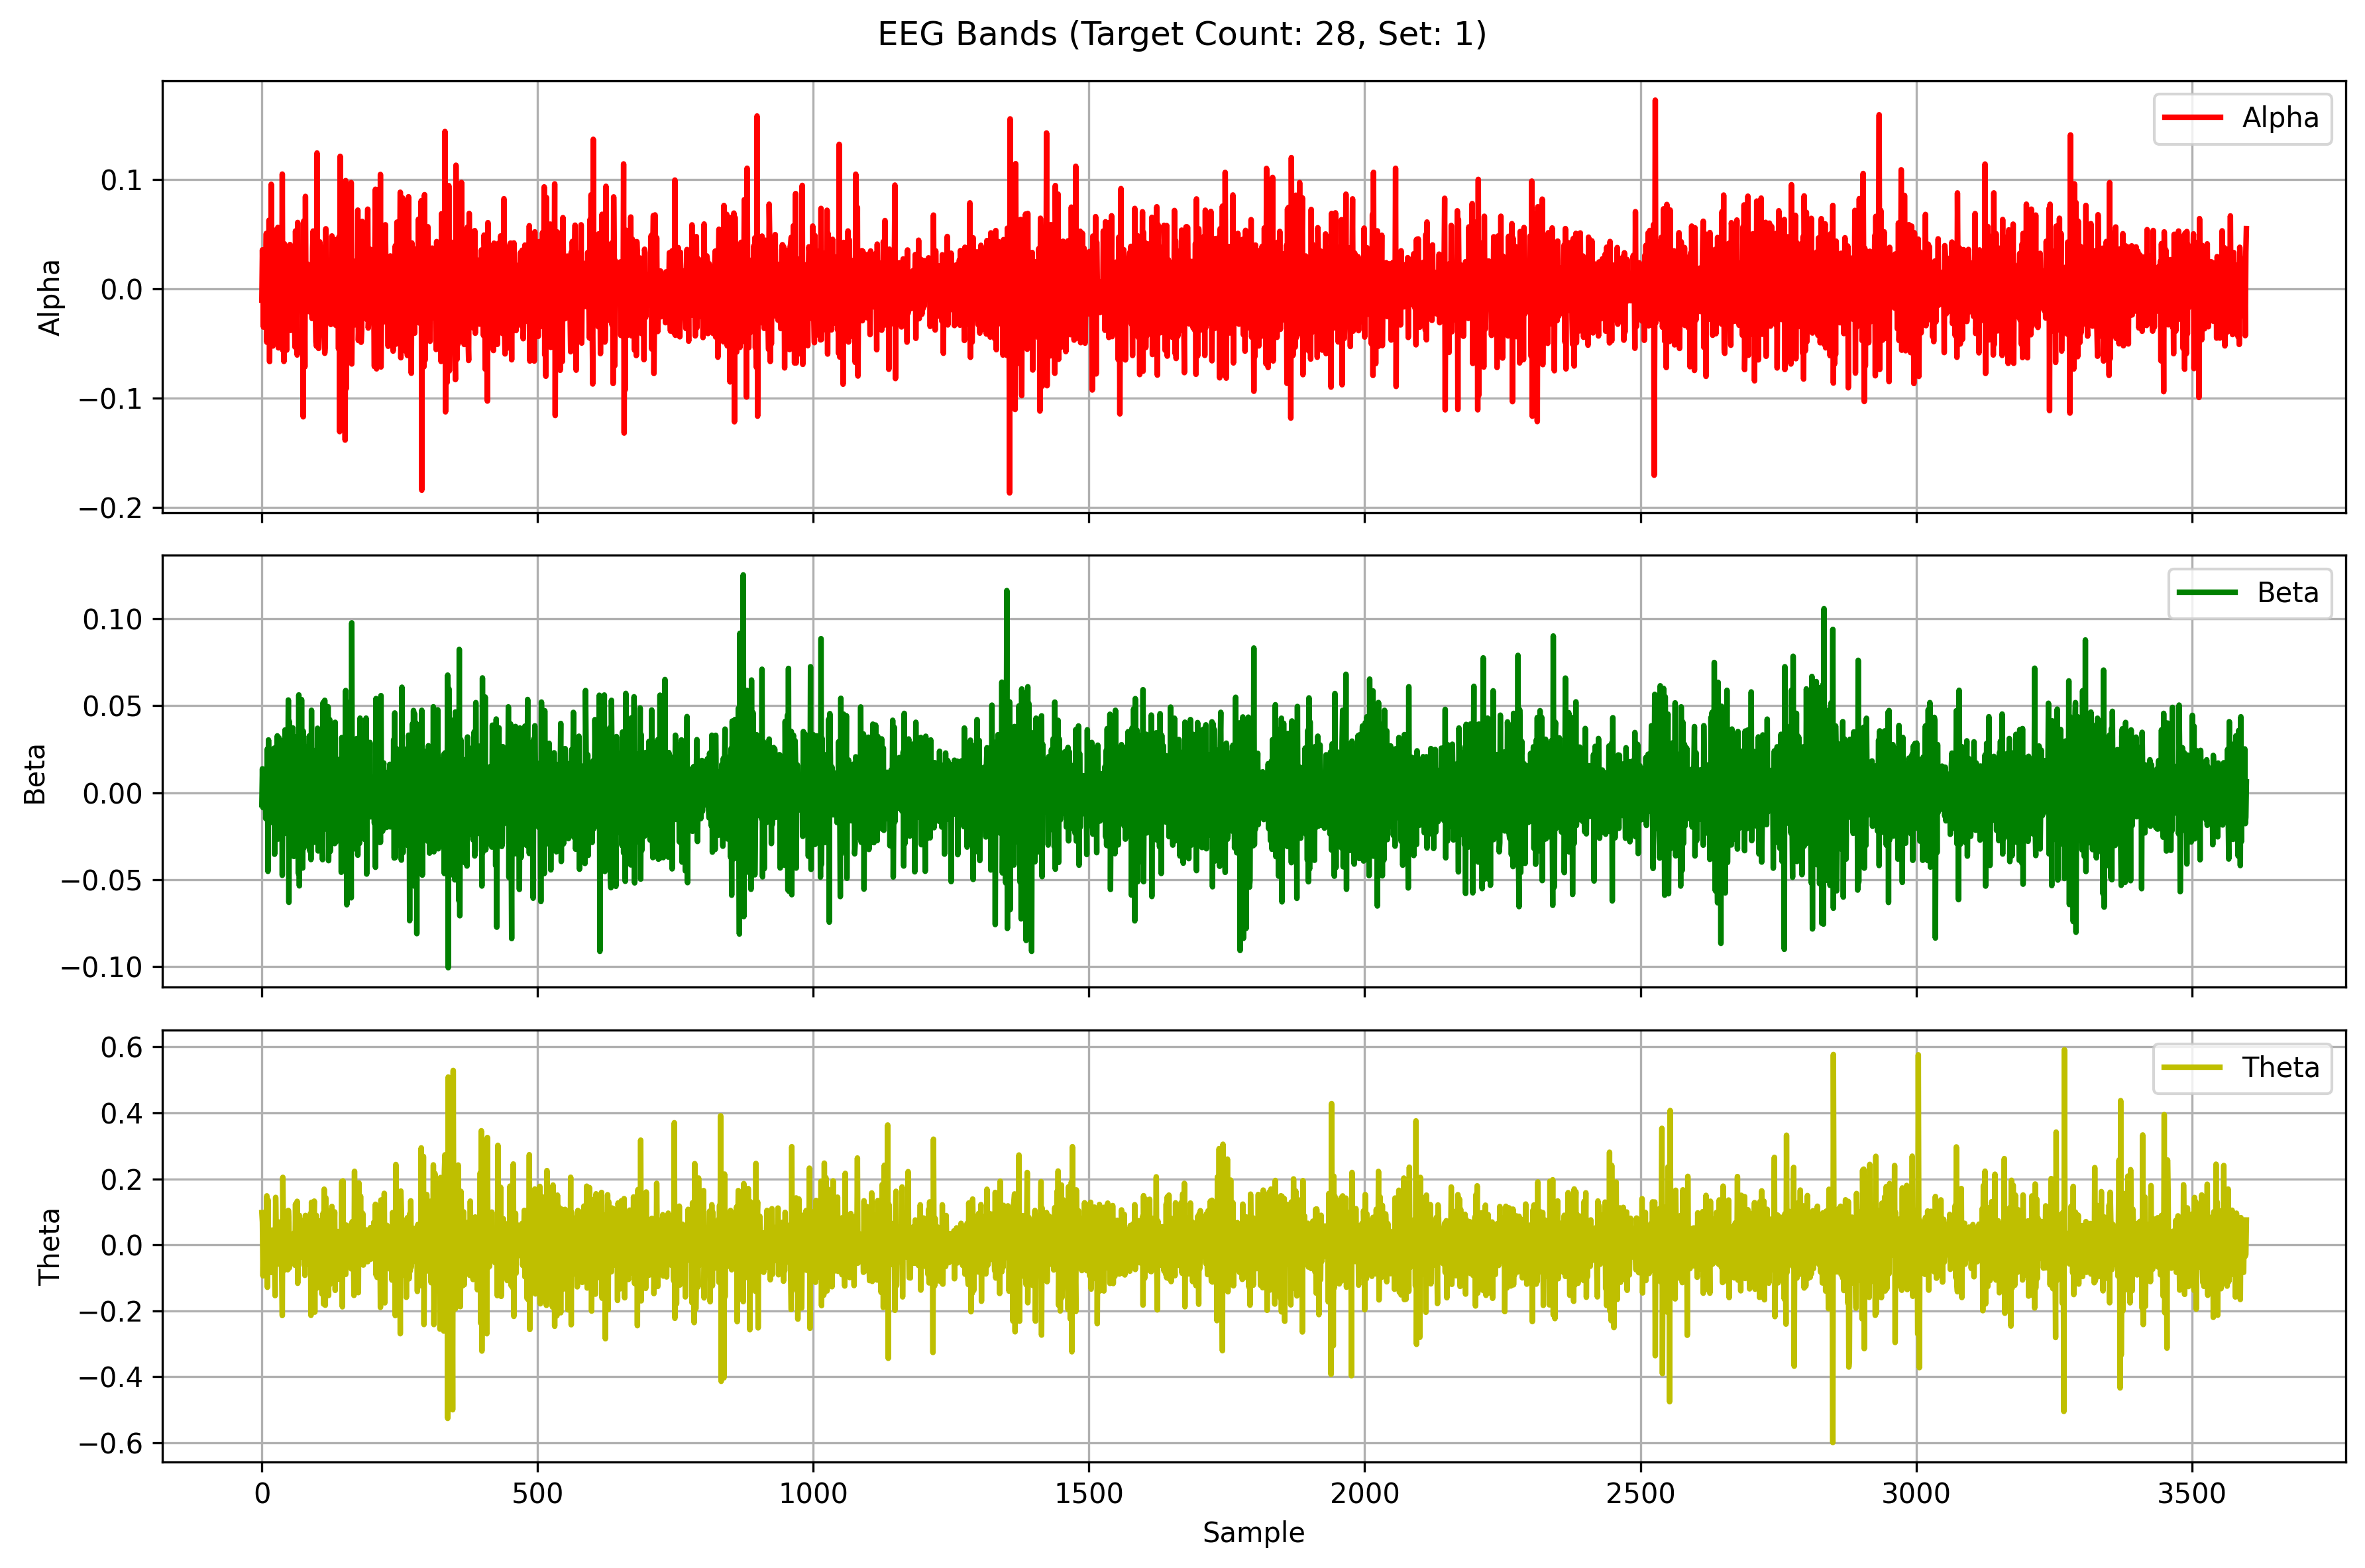 EEG Bands (Target Count: 28, Set: 1)
Alpha
0.1
0.0
−0.1
−0.2
Alpha
Beta
0.10
0.05
0.00
−0.05
−0.10
Beta
Theta
0.6
0.4
0.2
0.0
−0.2
−0.4
−0.6
Theta
0 500 1000 1500 2000 2500 3000 3500
Sample